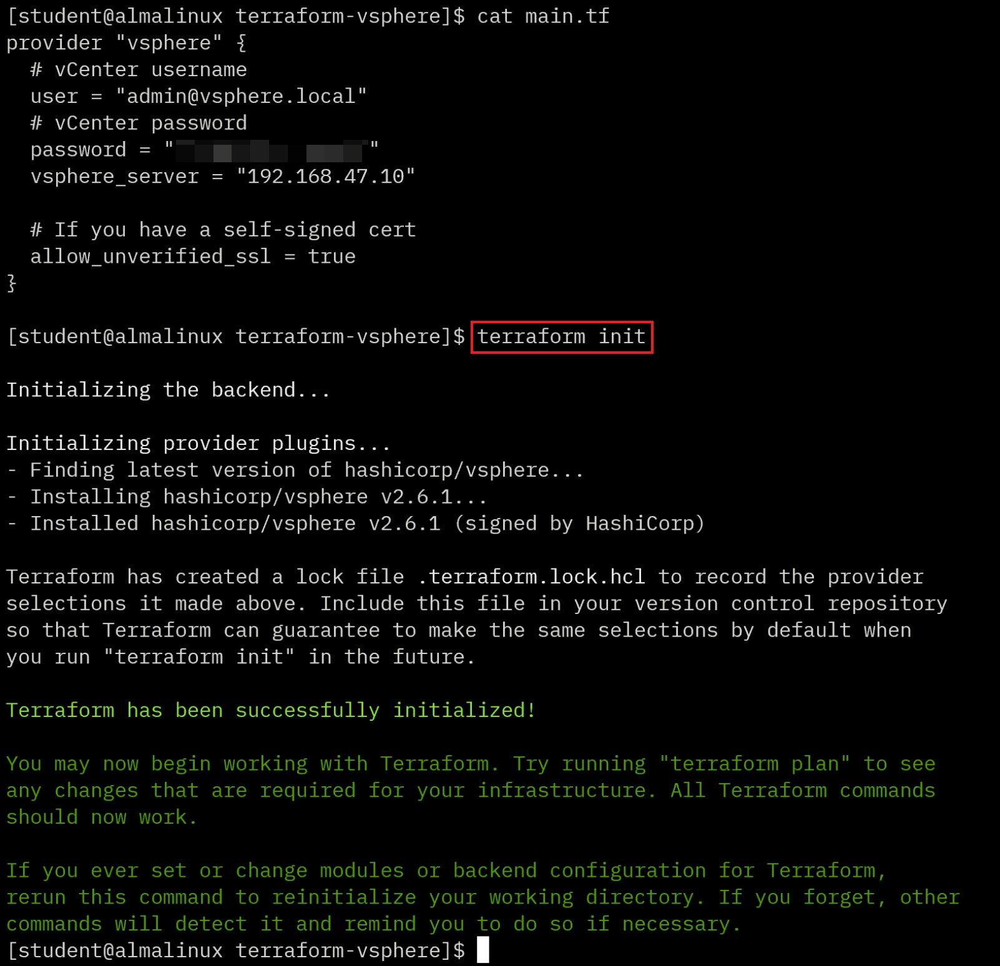 [student@almalinux terraform-vsphere]$ cat main.tf
provider "vsphere" {
  # vCenter username
  user = "admin@vsphere.local"
  # vCenter password
  password = ""
  vsphere_server = "192.168.47.10"
  # If you have a self-signed cert
  allow_unverified_ssl = true
}
[student@almalinux terraform-vsphere]$ terraform init
Initializing the backend...
Initializing provider plugins...
- Finding latest version of hashicorp/vsphere...
- Installing hashicorp/vsphere v2.6.1...
- Installed hashicorp/vsphere v2.6.1 (signed by HashiCorp)
Terraform has created a lock file .terraform.lock.hcl to record the provider
selections it made above. Include this file in your version control repository
so that Terraform can guarantee to make the same selections by default when
you run "terraform init" in the future.
Terraform has been successfully initialized!
You may now begin working with Terraform. Try running "terraform plan" to see
any changes that are required for your infrastructure. All Terraform commands
should now work.
If you ever set or change modules or backend configuration for Terraform,
rerun this command to reinitialize your working directory. If you forget, other
commands will detect it and remind you to do so if necessary.
[student@almalinux terraform-vsphere]$